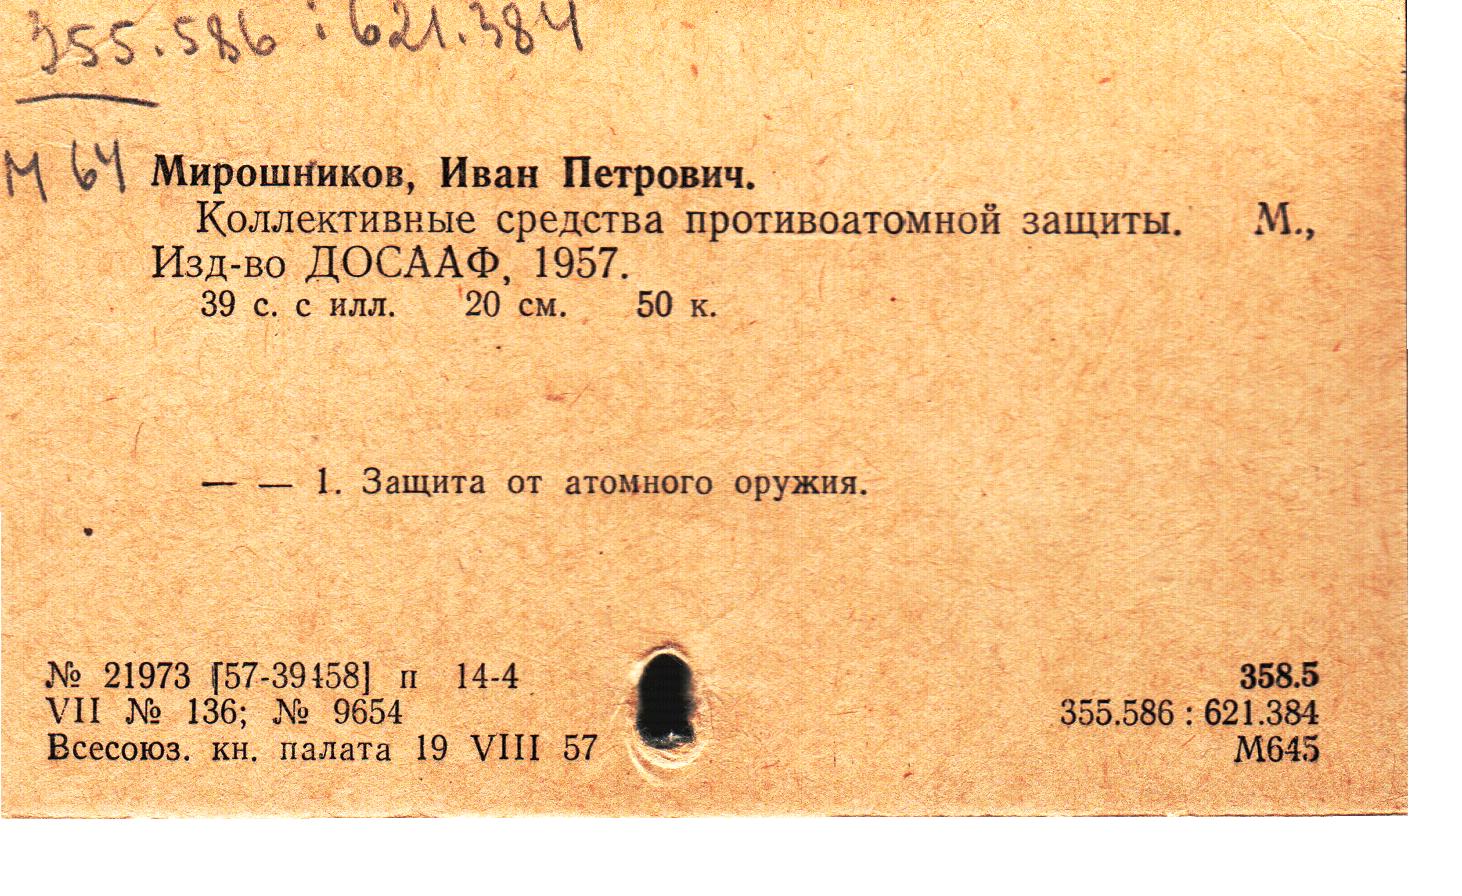 355.586 : 621.384
М 64
Мирошников, Иван Петрович.
Коллективные средства противоатомной защиты. М.,
Изд-во ДОСААФ, 1957.
39 с. с илл. 20 см. 50 к.
— — 1. Защита от атомного оружия.
№ 21973 [57-39458] п 14-4
VII № 136; № 9654
Всесоюз. кн. палата 19 VIII 57
358.5
355.586 : 621.384
М645